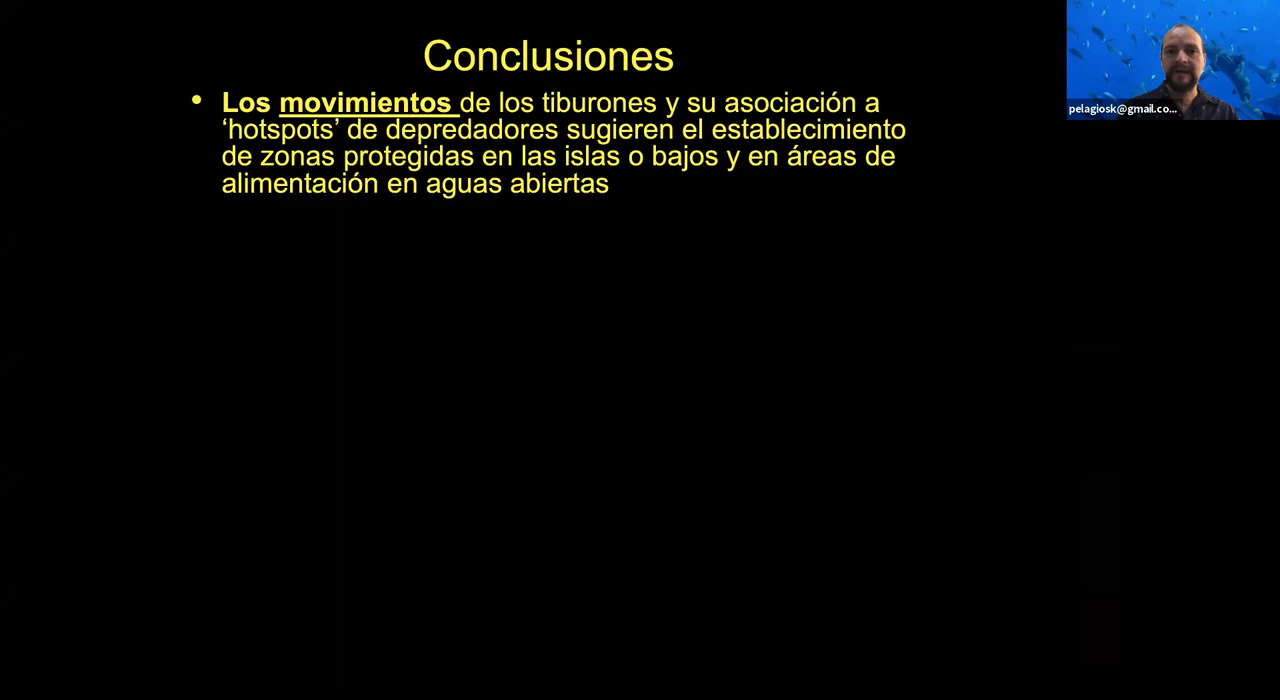 Conclusiones
• Los movimientos de los tiburones y su asociación a
‘hotspots’ de depredadores sugieren el establecimiento
de zonas protegidas en las islas o bajos y en áreas de
alimentación en aguas abiertas
pelagiosk@gmail.co...